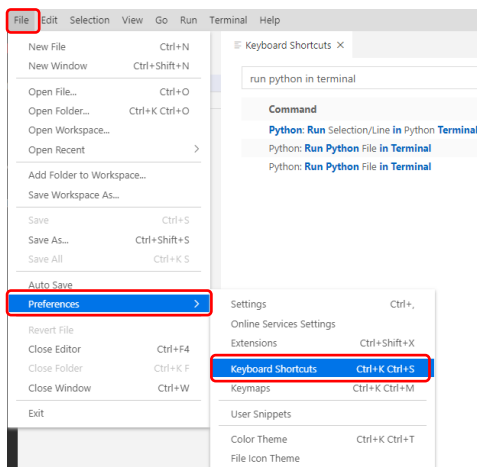 File Edit Selection View Go Run Terminal Help
New File Ctrl+N
New Window Ctrl+Shift+N
Open File... Ctrl+O
Open Folder... Ctrl+K Ctrl+O
Open Workspace...
Open Recent
Add Folder to Workspace...
Save Workspace As...
Save Ctrl+S
Save As... Ctrl+Shift+S
Save All Ctrl+K S
Auto Save
Preferences
Revert File
Close Editor Ctrl+F4
Close Folder Ctrl+K F
Close Window Ctrl+W
Exit
Keyboard Shortcuts
run python in terminal
Command
Python: Run Selection/Line in Python Terminal
Python: Run Python File in Terminal
Python: Run Python File in Terminal
Settings Ctrl+,
Online Services Settings
Extensions Ctrl+Shift+X
Keyboard Shortcuts Ctrl+K Ctrl+S
Keymaps Ctrl+K Ctrl+M
User Snippets
Color Theme Ctrl+K Ctrl+T
File Icon Theme